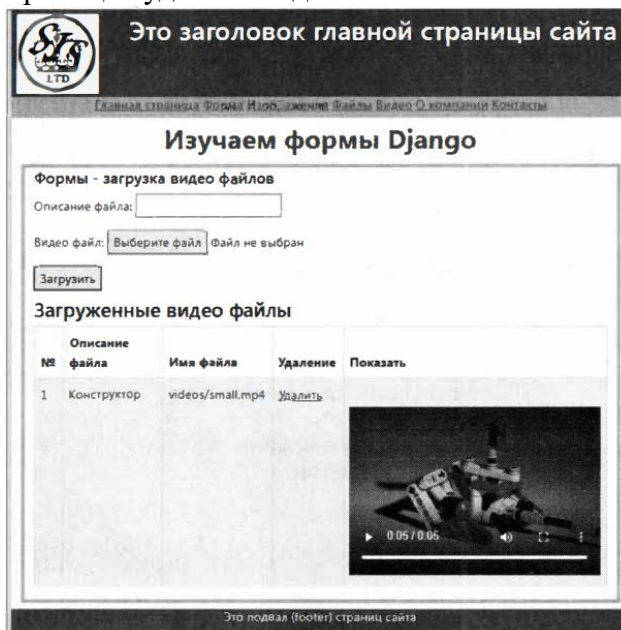 Это заголовок главной страницы сайта
LTD
Главная страница Форма Изображения Файлы Видео О компании Контакты
Изучаем формы Django
Формы - загрузка видео файлов
Описание файла:
Видео файл: Выберите файл Файл не выбран
Загрузить
Загруженные видео файлы
№ Описание файла Имя файла Удаление Показать
1 Конструктор videos/small.mp4 Удалить
0:05 / 0:05
Это подвал (footer) страниц сайта